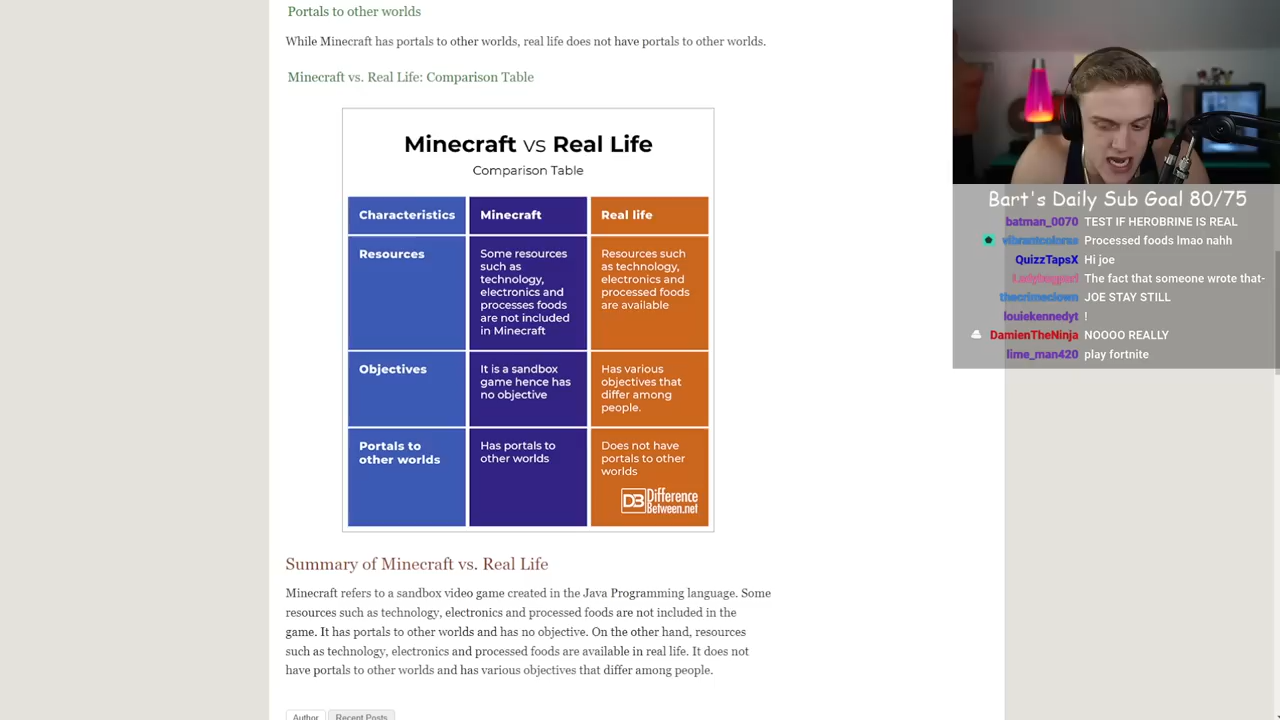 Portals to other worlds
While Minecraft has portals to other worlds, real life does not have portals to other worlds.
Minecraft vs. Real Life: Comparison Table
Minecraft vs Real Life
Comparison Table
Characteristics
Minecraft
Real life
Resources
Some resources
such as
technology,
electronics and
processes foods
are not included
in Minecraft
Resources such
as technology,
electronics and
processed foods
are available
Objectives
It is a sandbox
game hence has
no objective
Has various
objectives that
differ among
people.
Portals to
other worlds
Has portals to
other worlds
Does not have
portals to other
worlds
DB Difference
Between.net
Summary of Minecraft vs. Real Life
Minecraft refers to a sandbox video game created in the Java Programming language. Some
resources such as technology, electronics and processed foods are not included in the
game. It has portals to other worlds and has no objective. On the other hand, resources
such as technology, electronics and processed foods are available in real life. It does not
have portals to other worlds and has various objectives that differ among people.
Author
Recent Posts
Bart's Daily Sub Goal 80/75
batman_0070 TEST IF HEROBRINE IS REAL
Processed foods lmao nahh
QuizzTapsX Hi joe
The fact that someone wrote that-
thecrimeclown JOE STAY STILL
louiekennedyt !
DamienTheNinja NOOOO REALLY
lime_man420 play fortnite